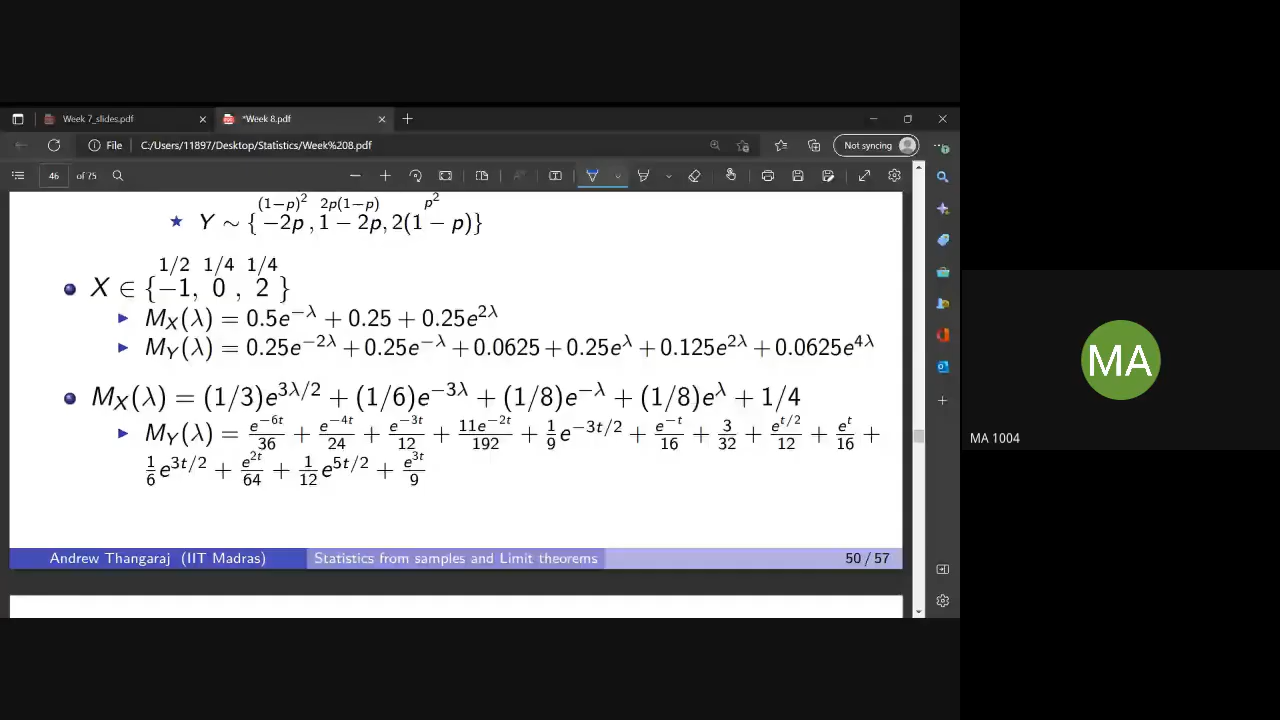 Week 7_slides.pdf
*Week 8.pdf
File C:/Users/11897/Desktop/Statistics/Week%208.pdf
Not syncing
46 of 75
(1−p)² 2p(1−p) p²
★ Y ∼ {−2p, 1 − 2p, 2(1 − p)}
1/2 1/4 1/4
X ∈ {−1, 0, 2}
► M_X(λ) = 0.5e^{−λ} + 0.25 + 0.25e^{2λ}
► M_Y(λ) = 0.25e^{−2λ} + 0.25e^{−λ} + 0.0625 + 0.25e^{λ} + 0.125e^{2λ} + 0.0625e^{4λ}
M_X(λ) = (1/3)e^{3λ/2} + (1/6)e^{−3λ} + (1/8)e^{−λ} + (1/8)e^{λ} + 1/4
► M_Y(λ) = e^{−6t}/36 + e^{−4t}/24 + e^{−3t}/12 + 11e^{−2t}/192 + 1/9 e^{−3t/2} + e^{−t}/16 + 3/32 + e^{t/2}/12 + e^{t}/16 +
1/6 e^{3t/2} + e^{2t}/64 + 1/12 e^{5t/2} + e^{3t}/9
Andrew Thangaraj (IIT Madras) Statistics from samples and Limit theorems 50 / 57
MA
MA 1004